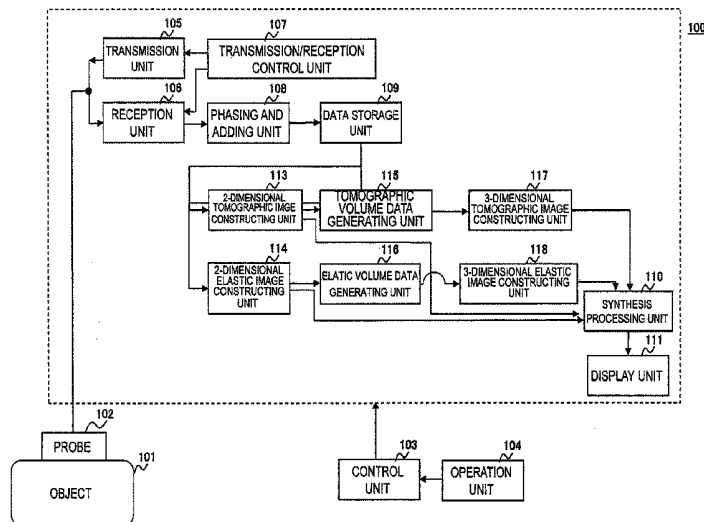 100
105
TRANSMISSION
UNIT
107
TRANSMISSION/RECEPTION
CONTROL UNIT
106
RECEPTION
UNIT
108
PHASING AND
ADDING UNIT
109
DATA STORAGE
UNIT
113
2-DIMENSIONAL
TOMOGRAPHIC IMGE
CONSTRUCTING UNIT
115
TOMOGRAPHIC
VOLUME DATA
GENERATING UNIT
117
3-DIMENSIONAL
TOMOGRAPHIC IMAGE
CONSTRUCTING UNIT
114
2-DIMENSIONAL
ELASTIC IMAGE
CONSTRUCTING
UNIT
116
ELATIC VOLUME DATA
GENERATING UNIT
118
3-DIMENSIONAL ELASTIC
IMAGE CONSTRUCTING
UNIT
110
SYNTHESIS
PROCESSING UNIT
111
DISPLAY UNIT
102
PROBE
101
OBJECT
103
CONTROL
UNIT
104
OPERATION
UNIT